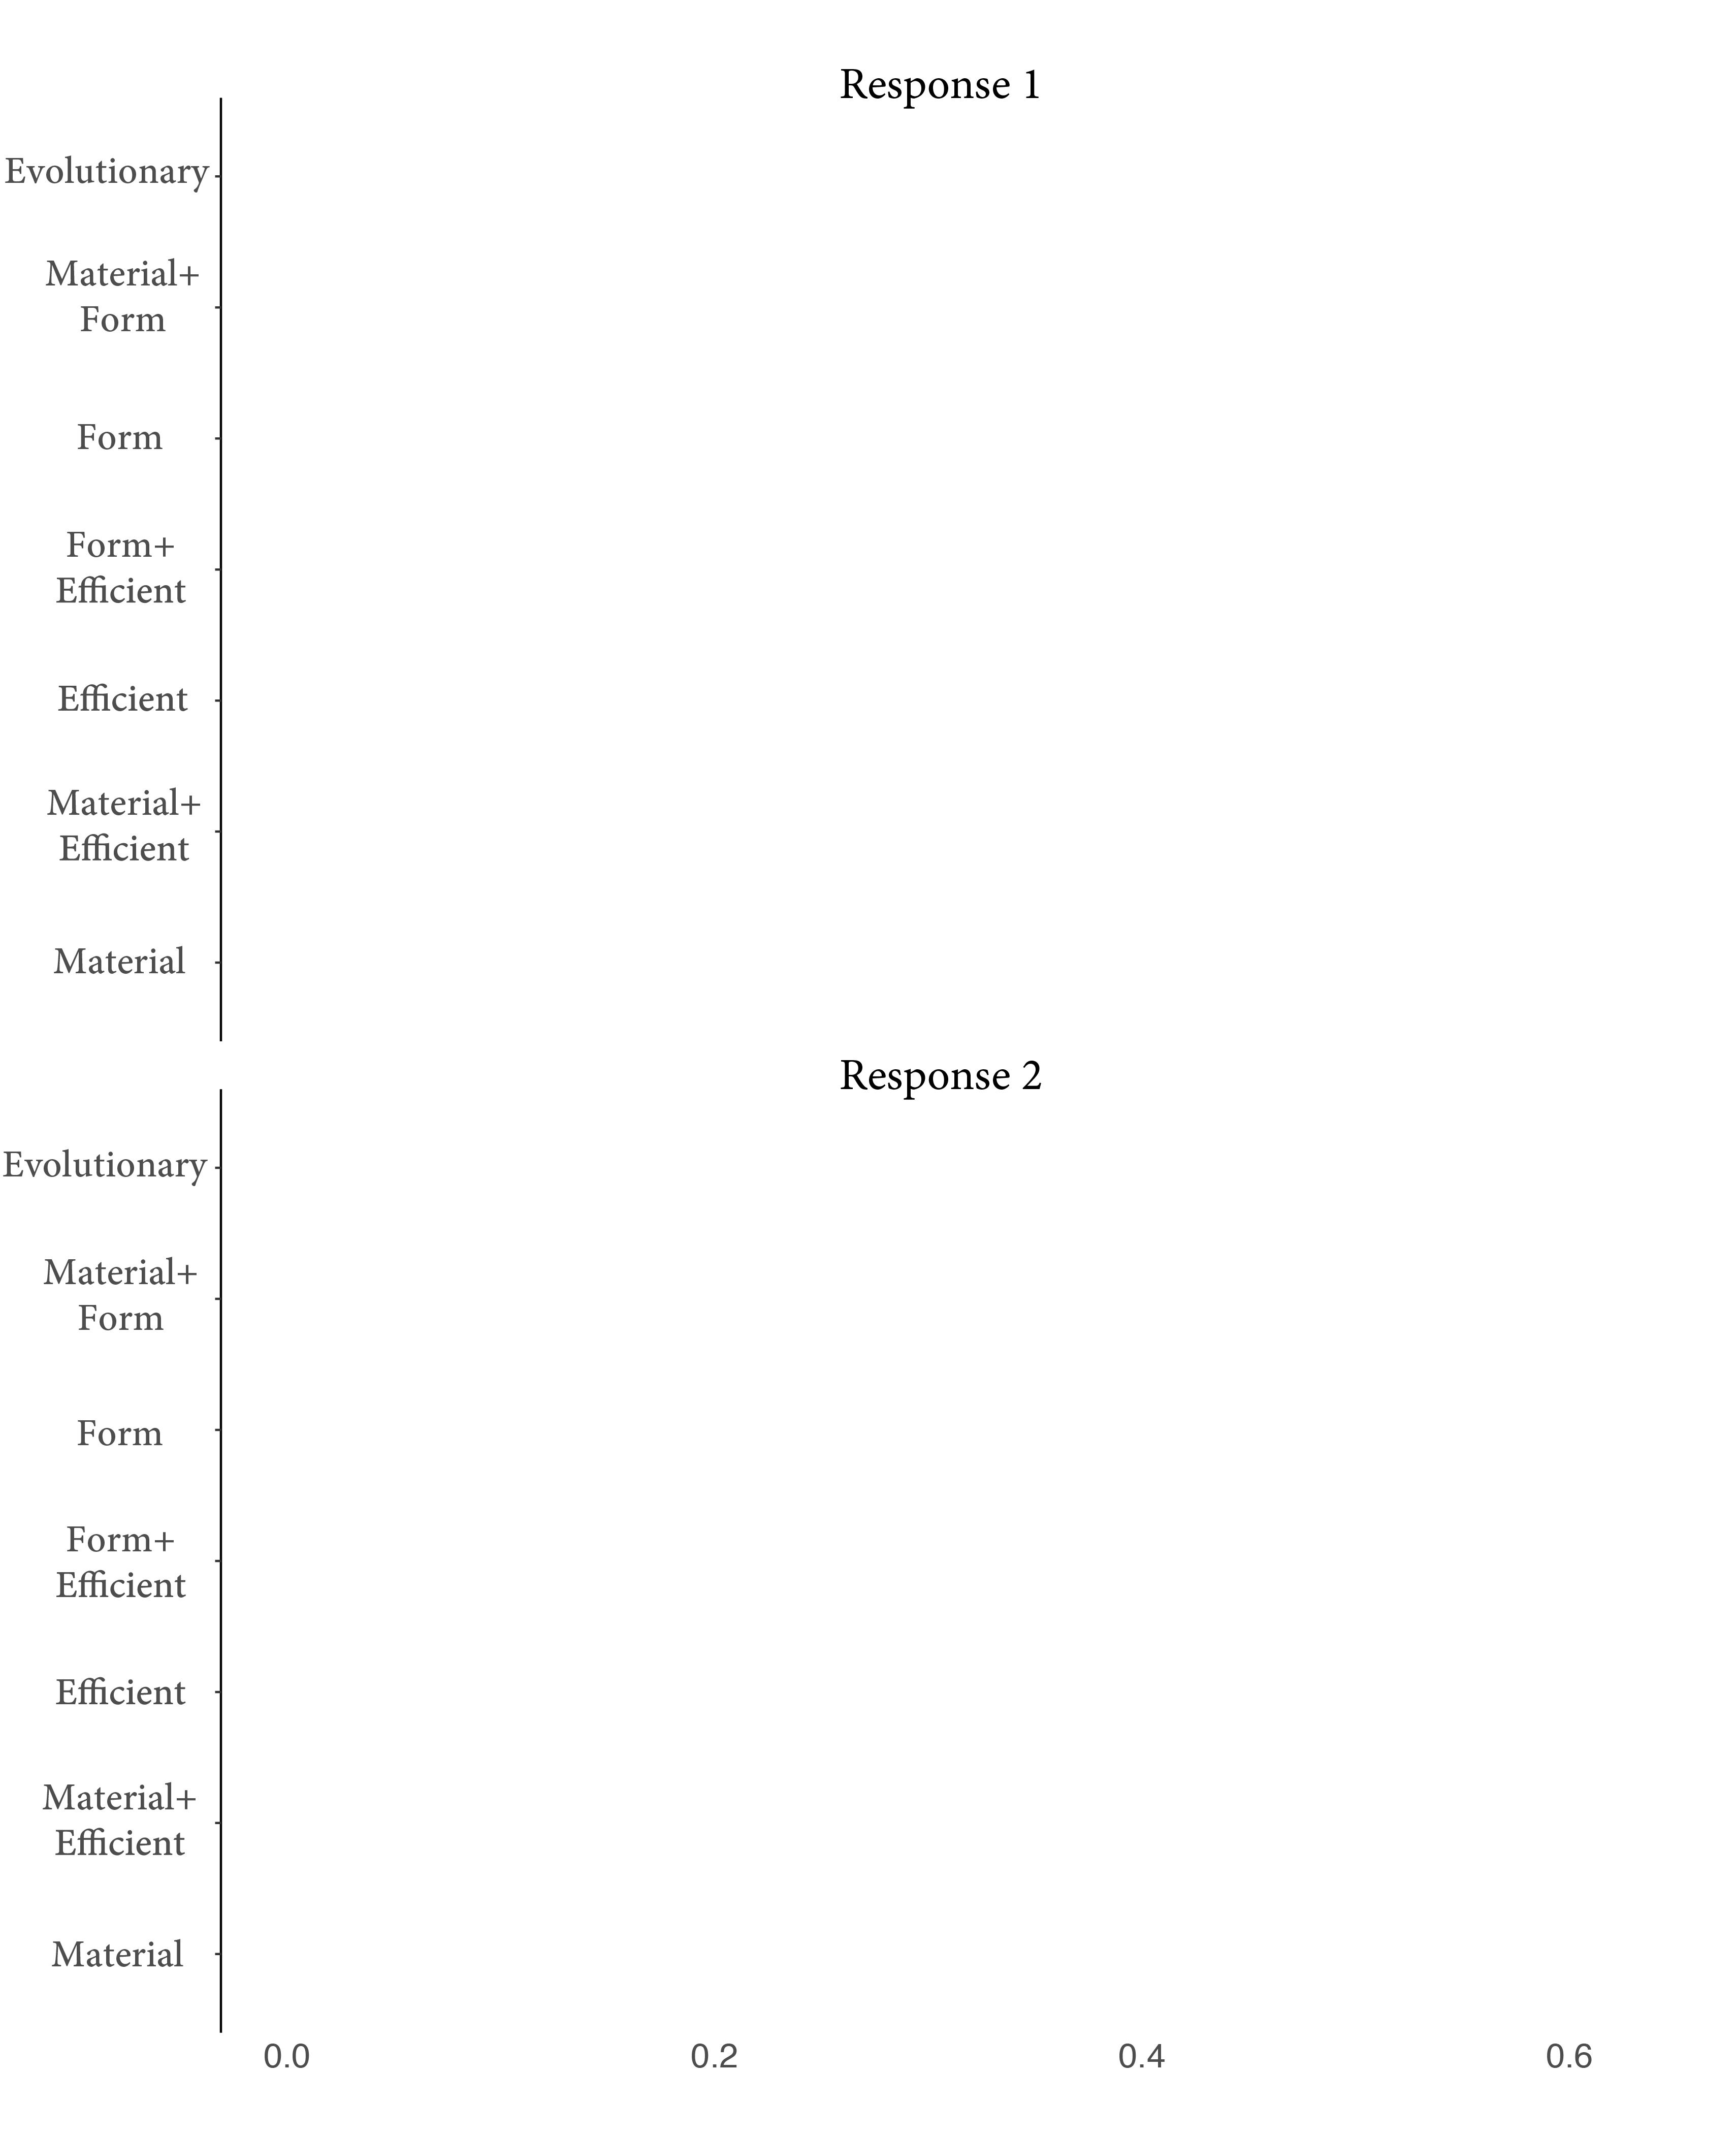 Response 1
Evolutionary
Material+
Form
Form
Form+
Efficient
Efficient
Material+
Efficient
Material
Response 2
Evolutionary
Material+
Form
Form
Form+
Efficient
Efficient
Material+
Efficient
Material
0.0 0.2 0.4 0.6